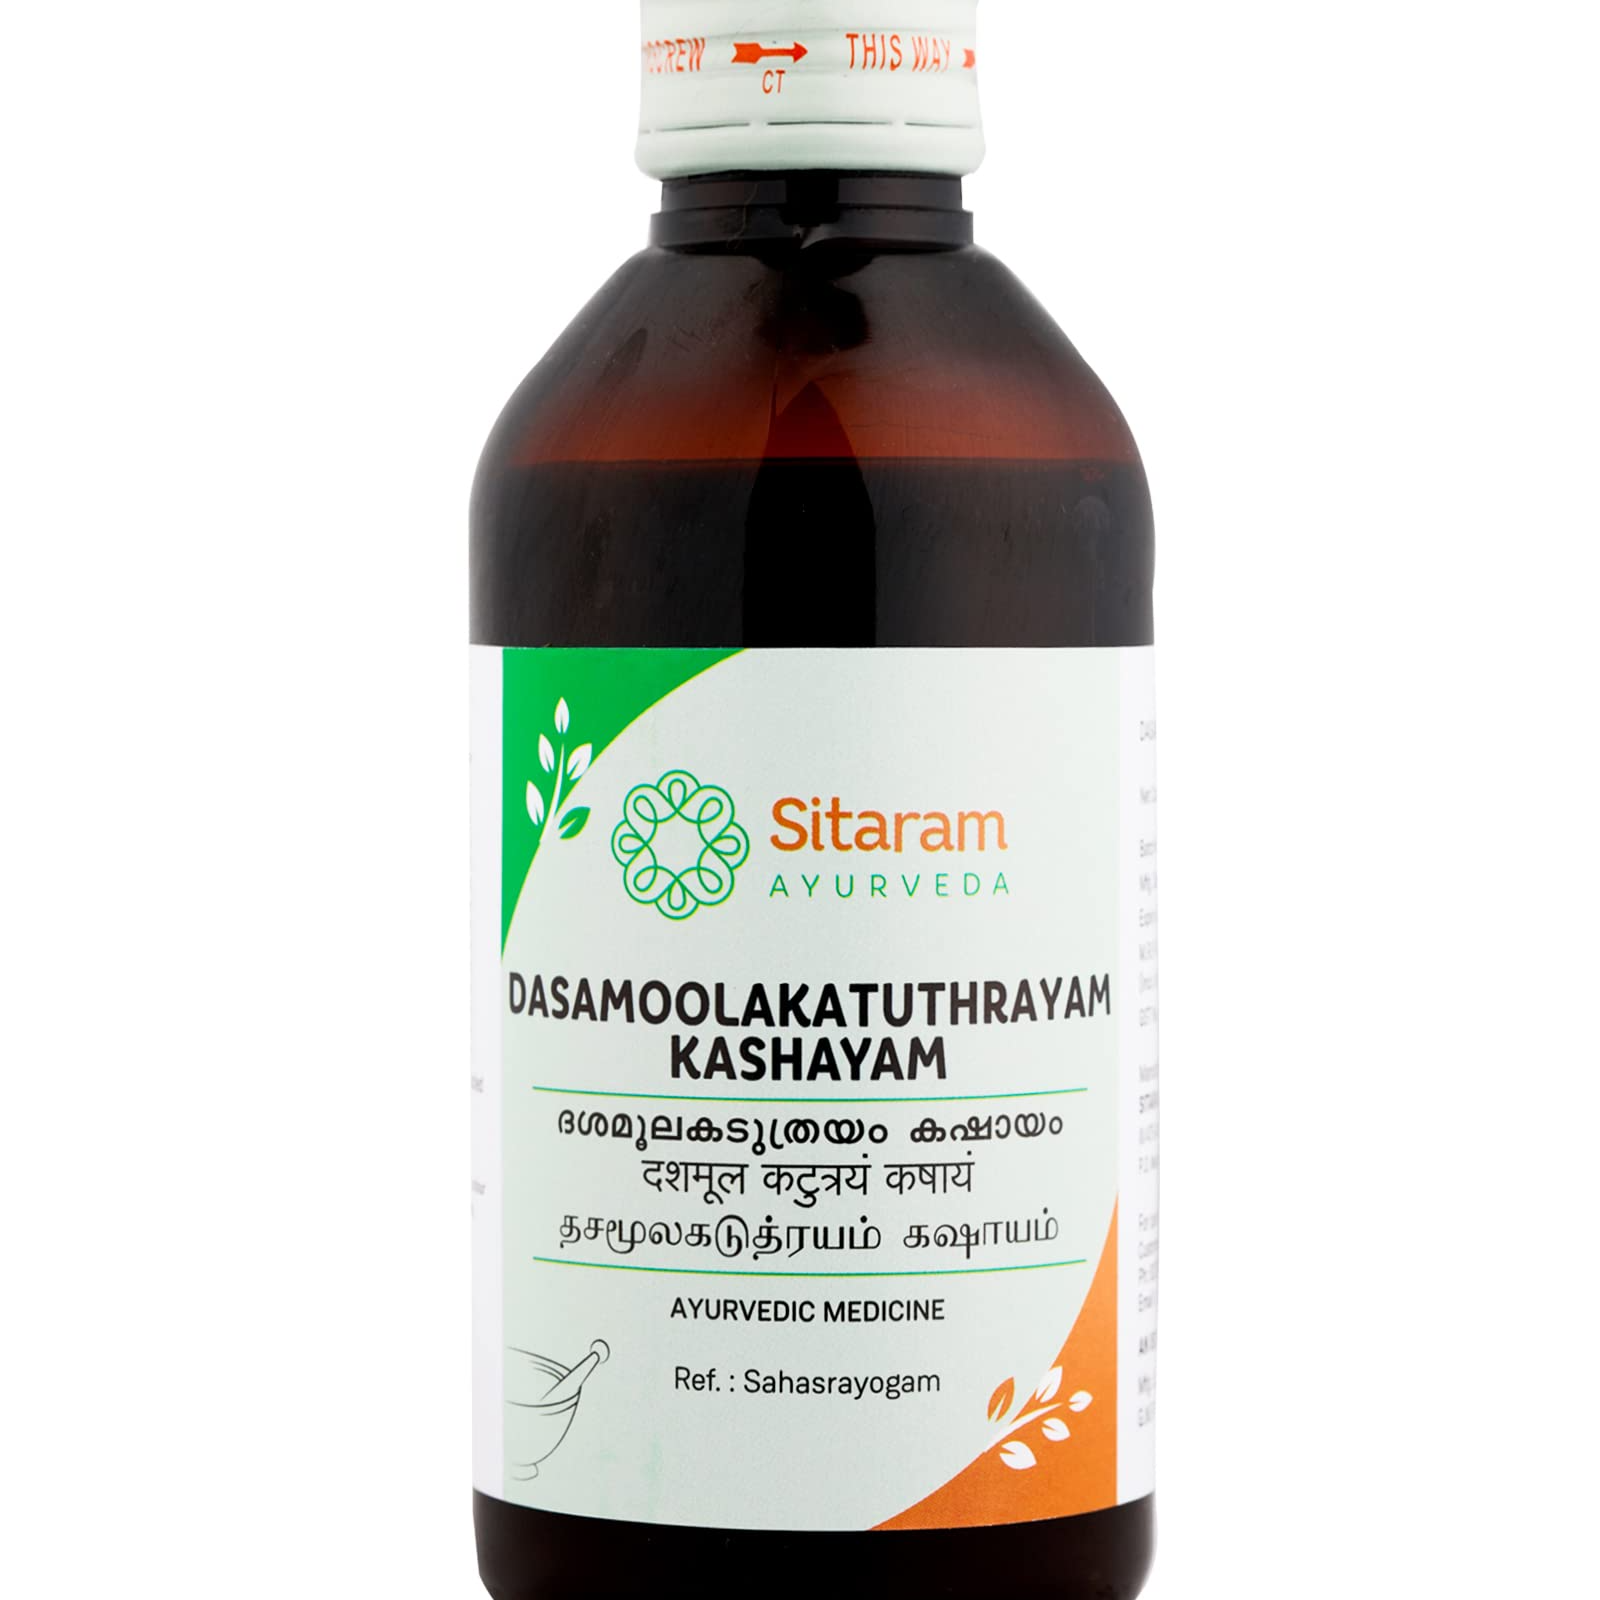 THIS WAY
CT
Sitaram
AYURVEDA
DASAMOOLAKATUTHRAYAM
KASHAYAM
ദശമൂലകടുത്രയം കഷായം
दशमूल कटुत्रयं कषायं
தசமூலகடுத்ரயம் கஷாயம்
AYURVEDIC MEDICINE
Ref. : Sahasrayogam